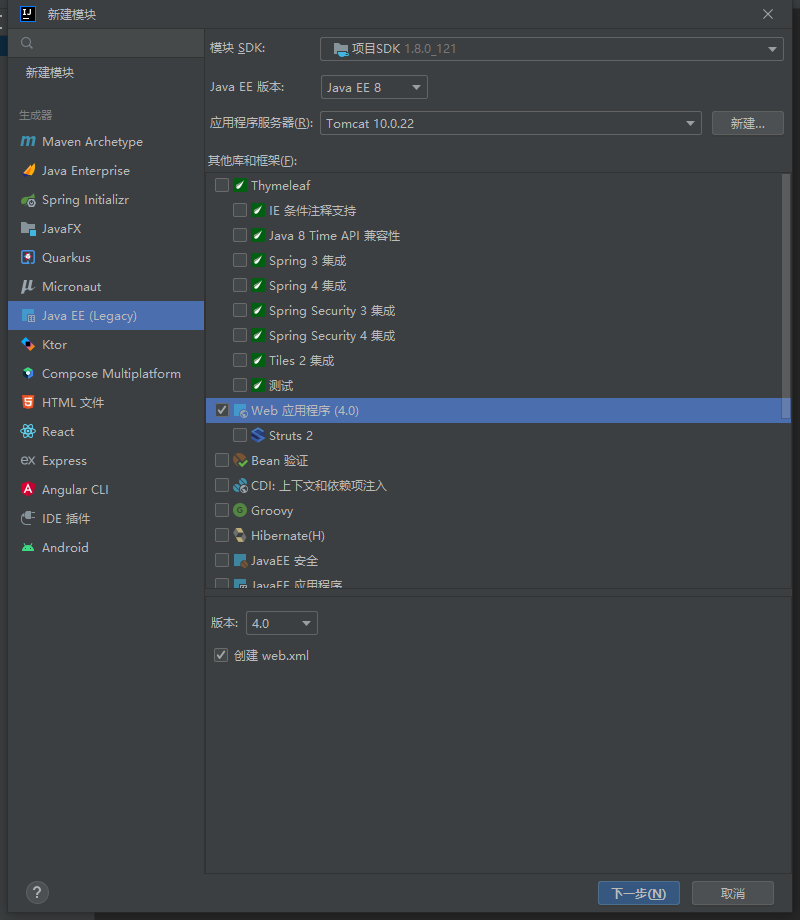 新建模块
新建模块
生成器
Maven Archetype
Java Enterprise
Spring Initializr
JavaFX
Quarkus
Micronaut
Java EE (Legacy)
Ktor
Compose Multiplatform
HTML 文件
React
Express
Angular CLI
IDE 插件
Android
模块 SDK: 项目SDK 1.8.0_121
Java EE 版本: Java EE 8
应用程序服务器(R): Tomcat 10.0.22 新建...
其他库和框架(F):
Thymeleaf
IE 条件注释支持
Java 8 Time API 兼容性
Spring 3 集成
Spring 4 集成
Spring Security 3 集成
Spring Security 4 集成
Tiles 2 集成
测试
Web 应用程序 (4.0)
Struts 2
Bean 验证
CDI: 上下文和依赖项注入
Groovy
Hibernate(H)
JavaEE 安全
JavaEE 应用程序
版本: 4.0
创建 web.xml
? 下一步(N) 取消